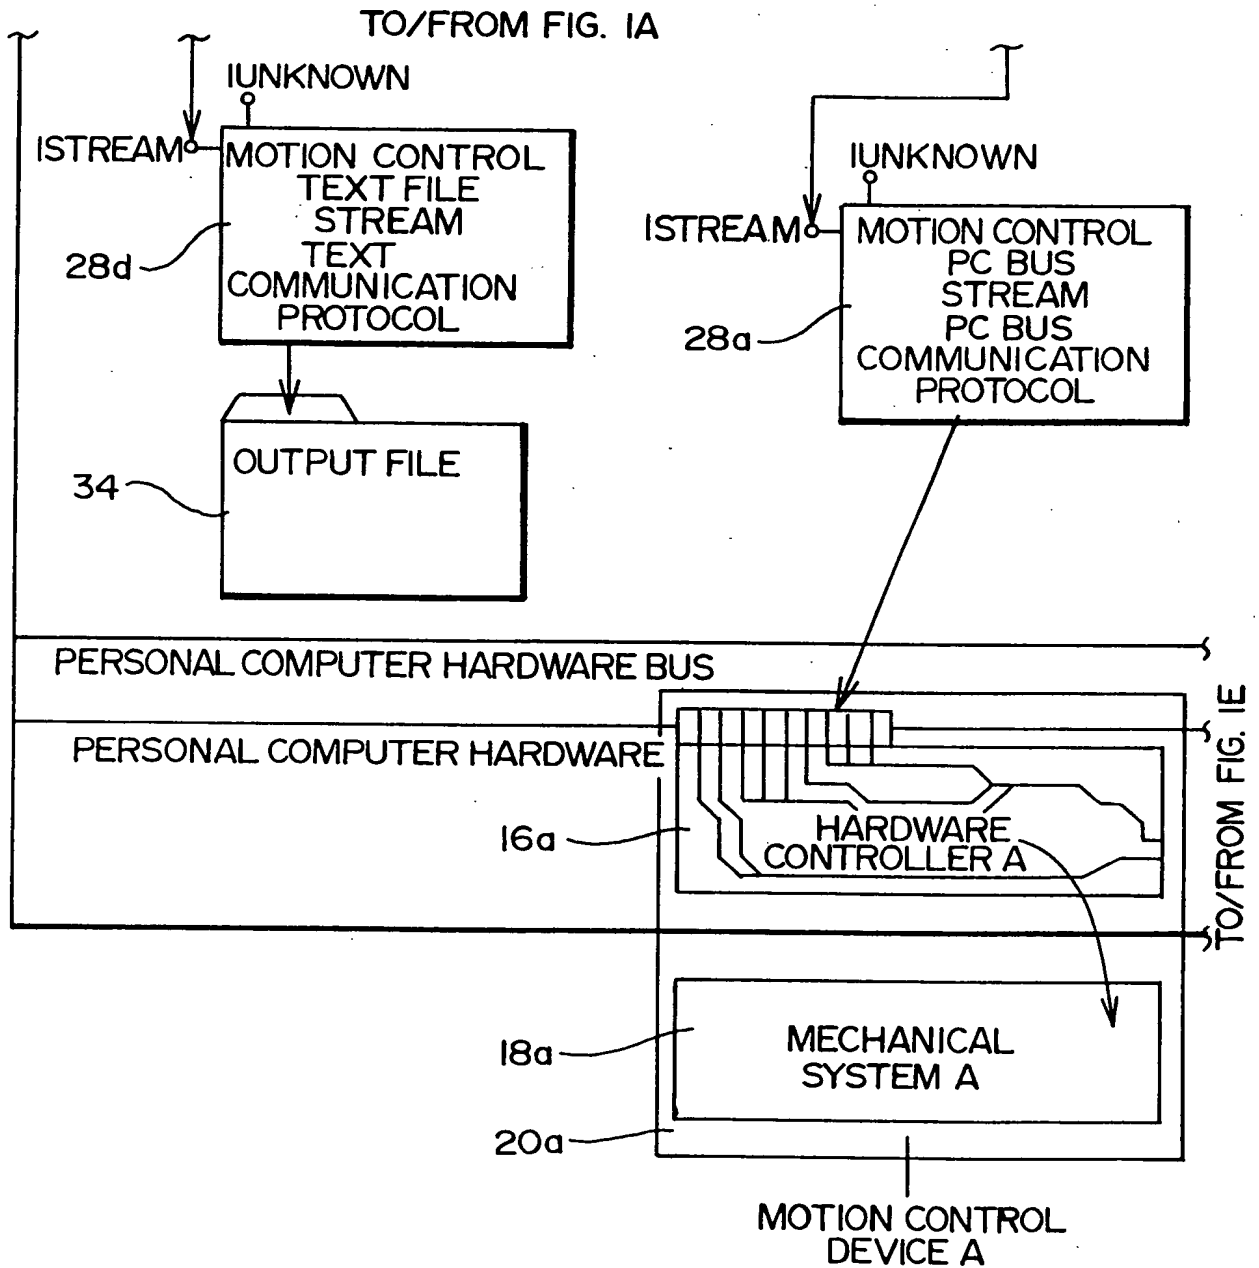 TO/FROM FIG. 1A
IUNKNOWN
ISTREAM
MOTION CONTROL
TEXT FILE
STREAM
TEXT
COMMUNICATION
PROTOCOL
28d
OUTPUT FILE
34
IUNKNOWN
ISTREAM
MOTION CONTROL
PC BUS
STREAM
PC BUS
COMMUNICATION
PROTOCOL
28a
PERSONAL COMPUTER HARDWARE BUS
PERSONAL COMPUTER HARDWARE
16a
HARDWARE
CONTROLLER A
TO/FROM FIG. 1E
18a
MECHANICAL
SYSTEM A
20a
MOTION CONTROL
DEVICE A